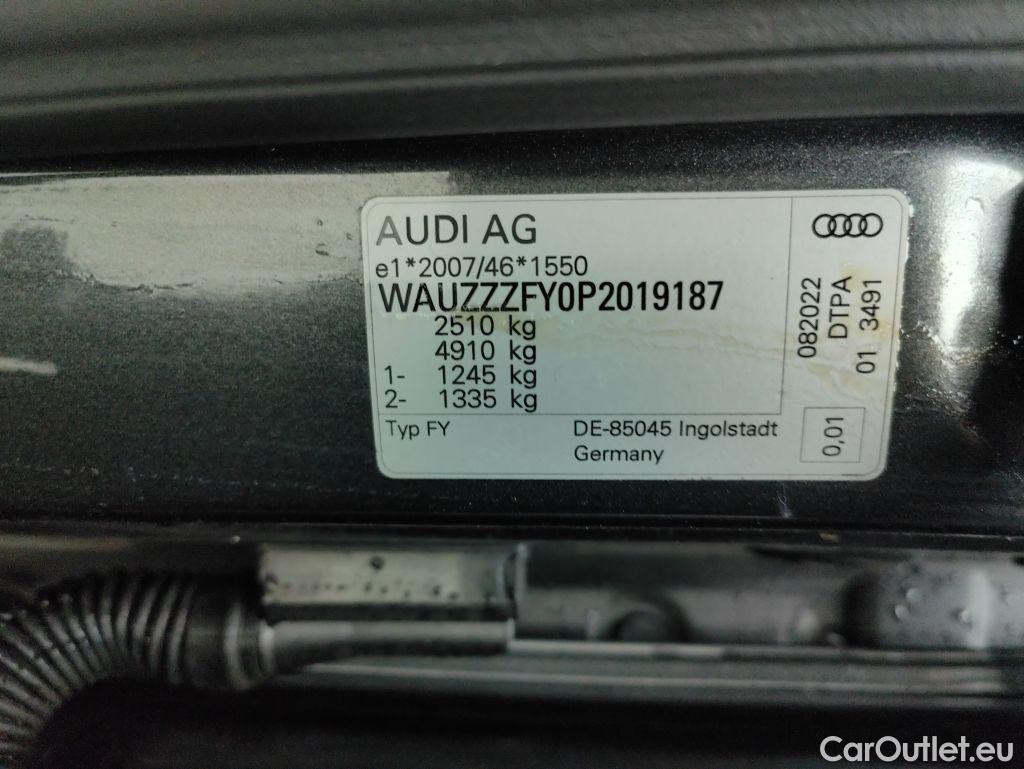 AUDI AG
e1*2007/46*1550
WAUZZZFY0P2019187
2510 kg
4910 kg
1- 1245 kg
2- 1335 kg
Typ FY
DE-85045 Ingolstadt
Germany
082022
DTPA
01 3491
0,01
CarOutlet.eu